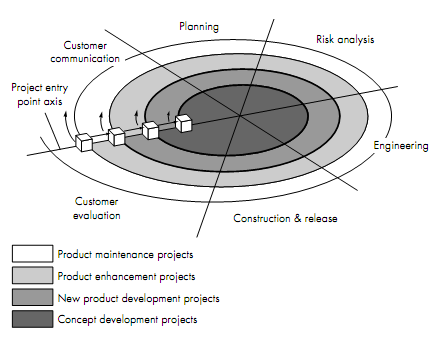 Planning
Risk analysis
Customer
communication
Project entry
point axis
Engineering
Customer
evaluation
Construction & release
Product maintenance projects
Product enhancement projects
New product development projects
Concept development projects